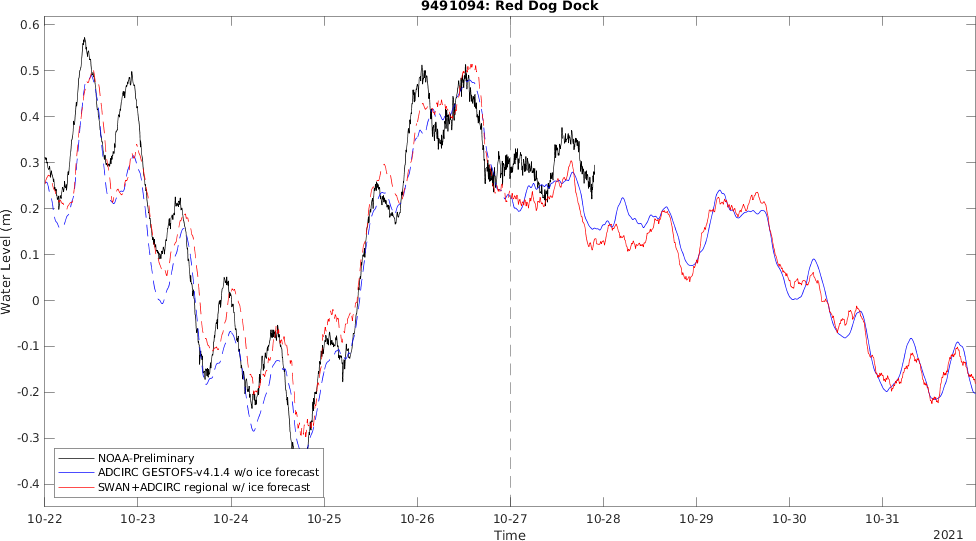 9491094: Red Dog Dock
0.6
0.5
0.4
0.3
0.2
0.1
0
-0.1
-0.2
-0.3
-0.4
Water Level (m)
NOAA-Preliminary
ADCIRC GESTOFS-v4.1.4 w/o ice forecast
SWAN+ADCIRC regional w/ ice forecast
10-22 10-23 10-24 10-25 10-26 10-27 10-28 10-29 10-30 10-31
Time
2021